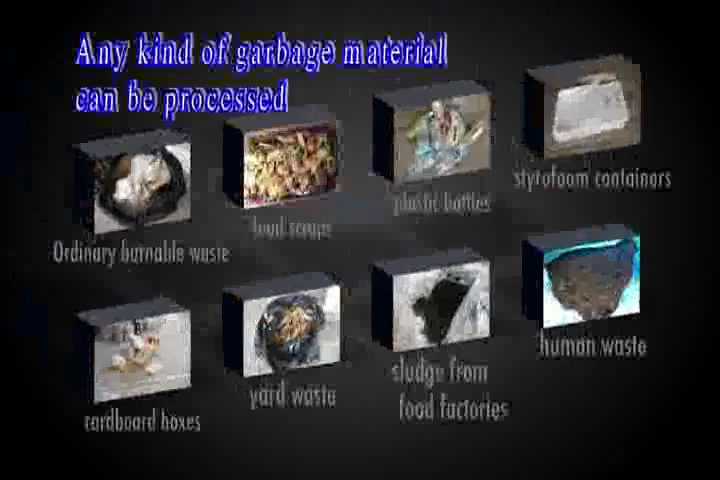 Any kind of garbage material
can be processed
Ordinary burnable waste
food scraps
plastic bottles
styrofoam containers
cardboard boxes
yard waste
sludge from
food factories
human waste